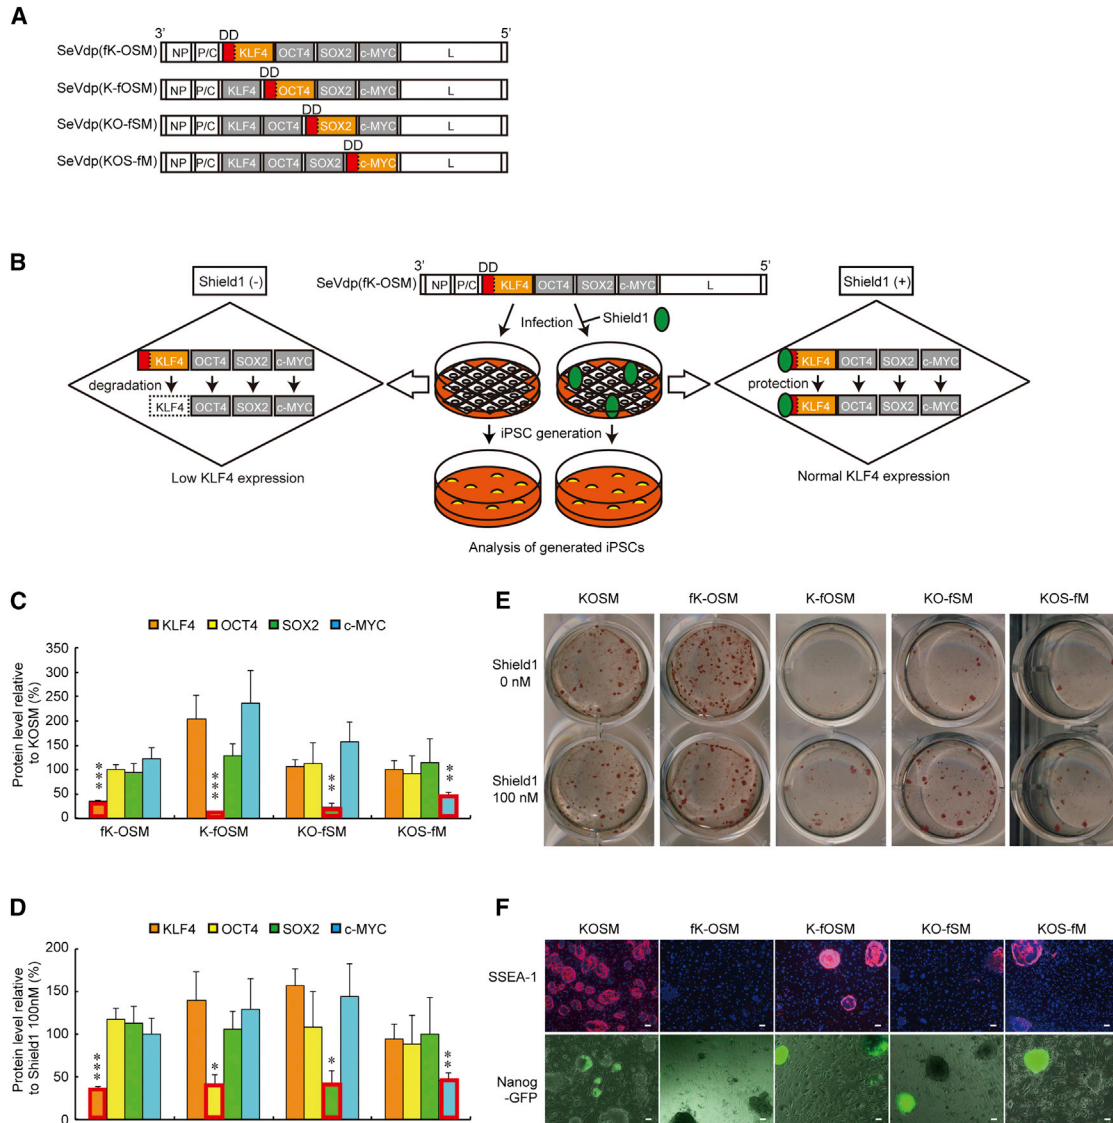 A
3' DD 5'
SeVdp(fK-OSM) NP P/C KLF4 OCT4 SOX2 c-MYC L
DD
SeVdp(K-fOSM) NP P/C KLF4 OCT4 SOX2 c-MYC L
DD
SeVdp(KO-fSM) NP P/C KLF4 OCT4 SOX2 c-MYC L
DD
SeVdp(KOS-fM) NP P/C KLF4 OCT4 SOX2 c-MYC L
B
3' DD 5'
SeVdp(fK-OSM) NP P/C KLF4 OCT4 SOX2 c-MYC L
Shield1 (-)
KLF4 OCT4 SOX2 c-MYC
degradation
KLF4 OCT4 SOX2 c-MYC
Low KLF4 expression
Infection
Shield1
iPSC generation
Analysis of generated iPSCs
Shield1 (+)
KLF4 OCT4 SOX2 c-MYC
protection
KLF4 OCT4 SOX2 c-MYC
Normal KLF4 expression
C
KLF4 OCT4 SOX2 c-MYC
Protein level relative
to KOSM (%)
350
300
250
200
150
100
50
0
*** *** ** **
fK-OSM K-fOSM KO-fSM KOS-fM
D
KLF4 OCT4 SOX2 c-MYC
Protein level relative
to Shield1 100nM (%)
200
150
100
50
0
*** * * **
E
KOSM fK-OSM K-fOSM KO-fSM KOS-fM
Shield1
0 nM
Shield1
100 nM
F
KOSM fK-OSM K-fOSM KO-fSM KOS-fM
SSEA-1
Nanog
-GFP